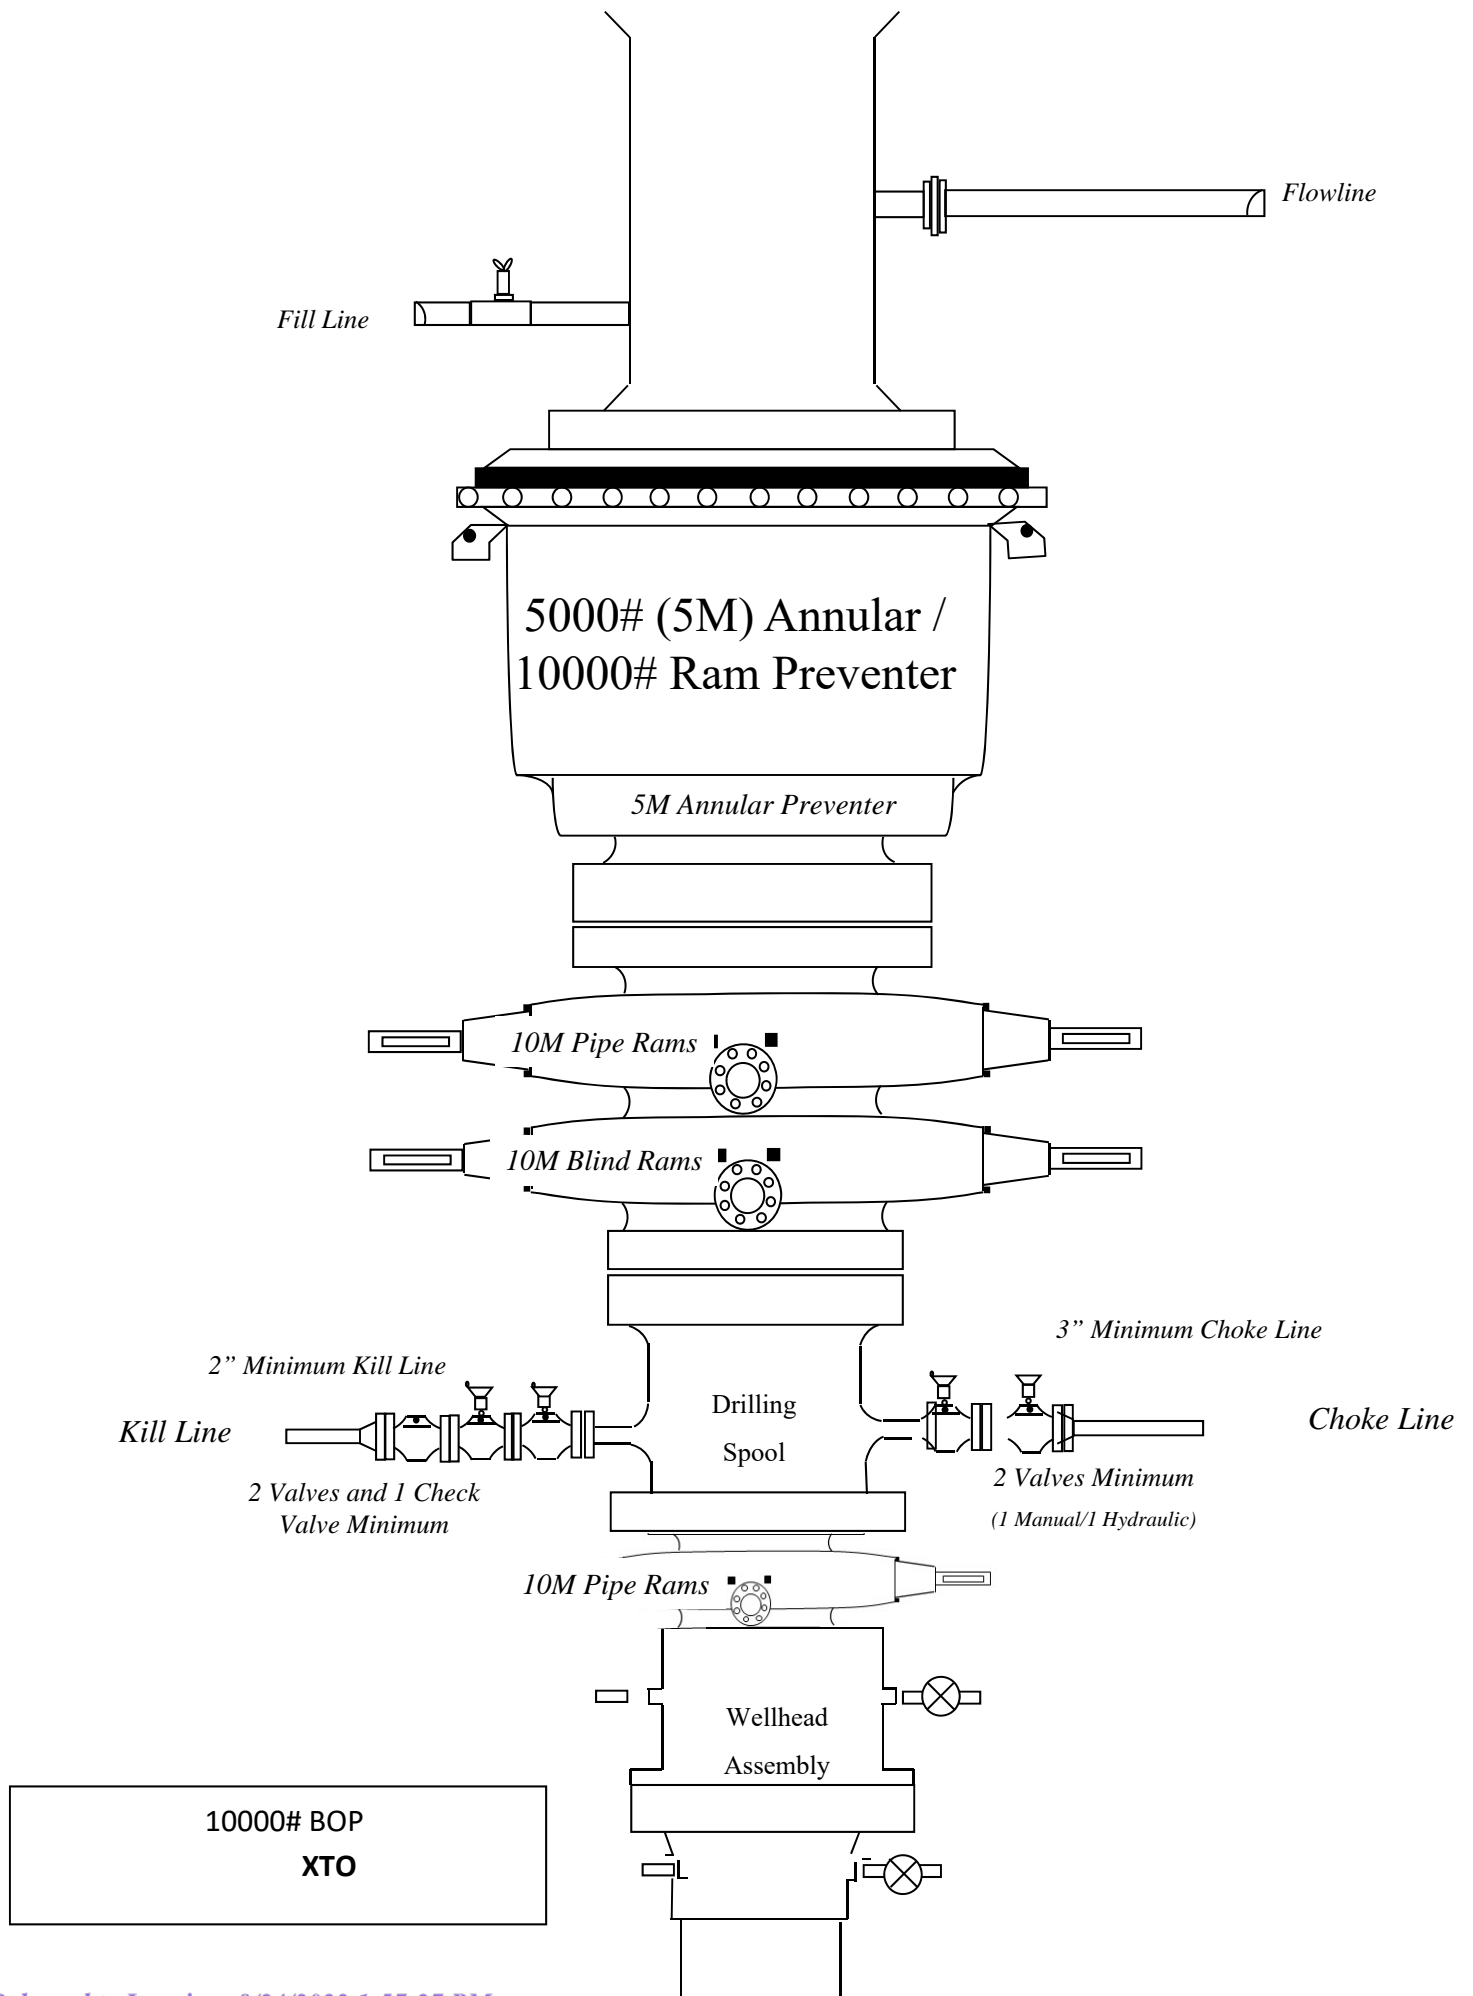 Flowline
Fill Line
5000# (5M) Annular /
10000# Ram Preventer
5M Annular Preventer
10M Pipe Rams
10M Blind Rams
3” Minimum Choke Line
2” Minimum Kill Line
Drilling
Spool
Kill Line
Choke Line
2 Valves and 1 Check
Valve Minimum
2 Valves Minimum
(1 Manual/1 Hydraulic)
10M Pipe Rams
Wellhead
Assembly
10000# BOP
XTO